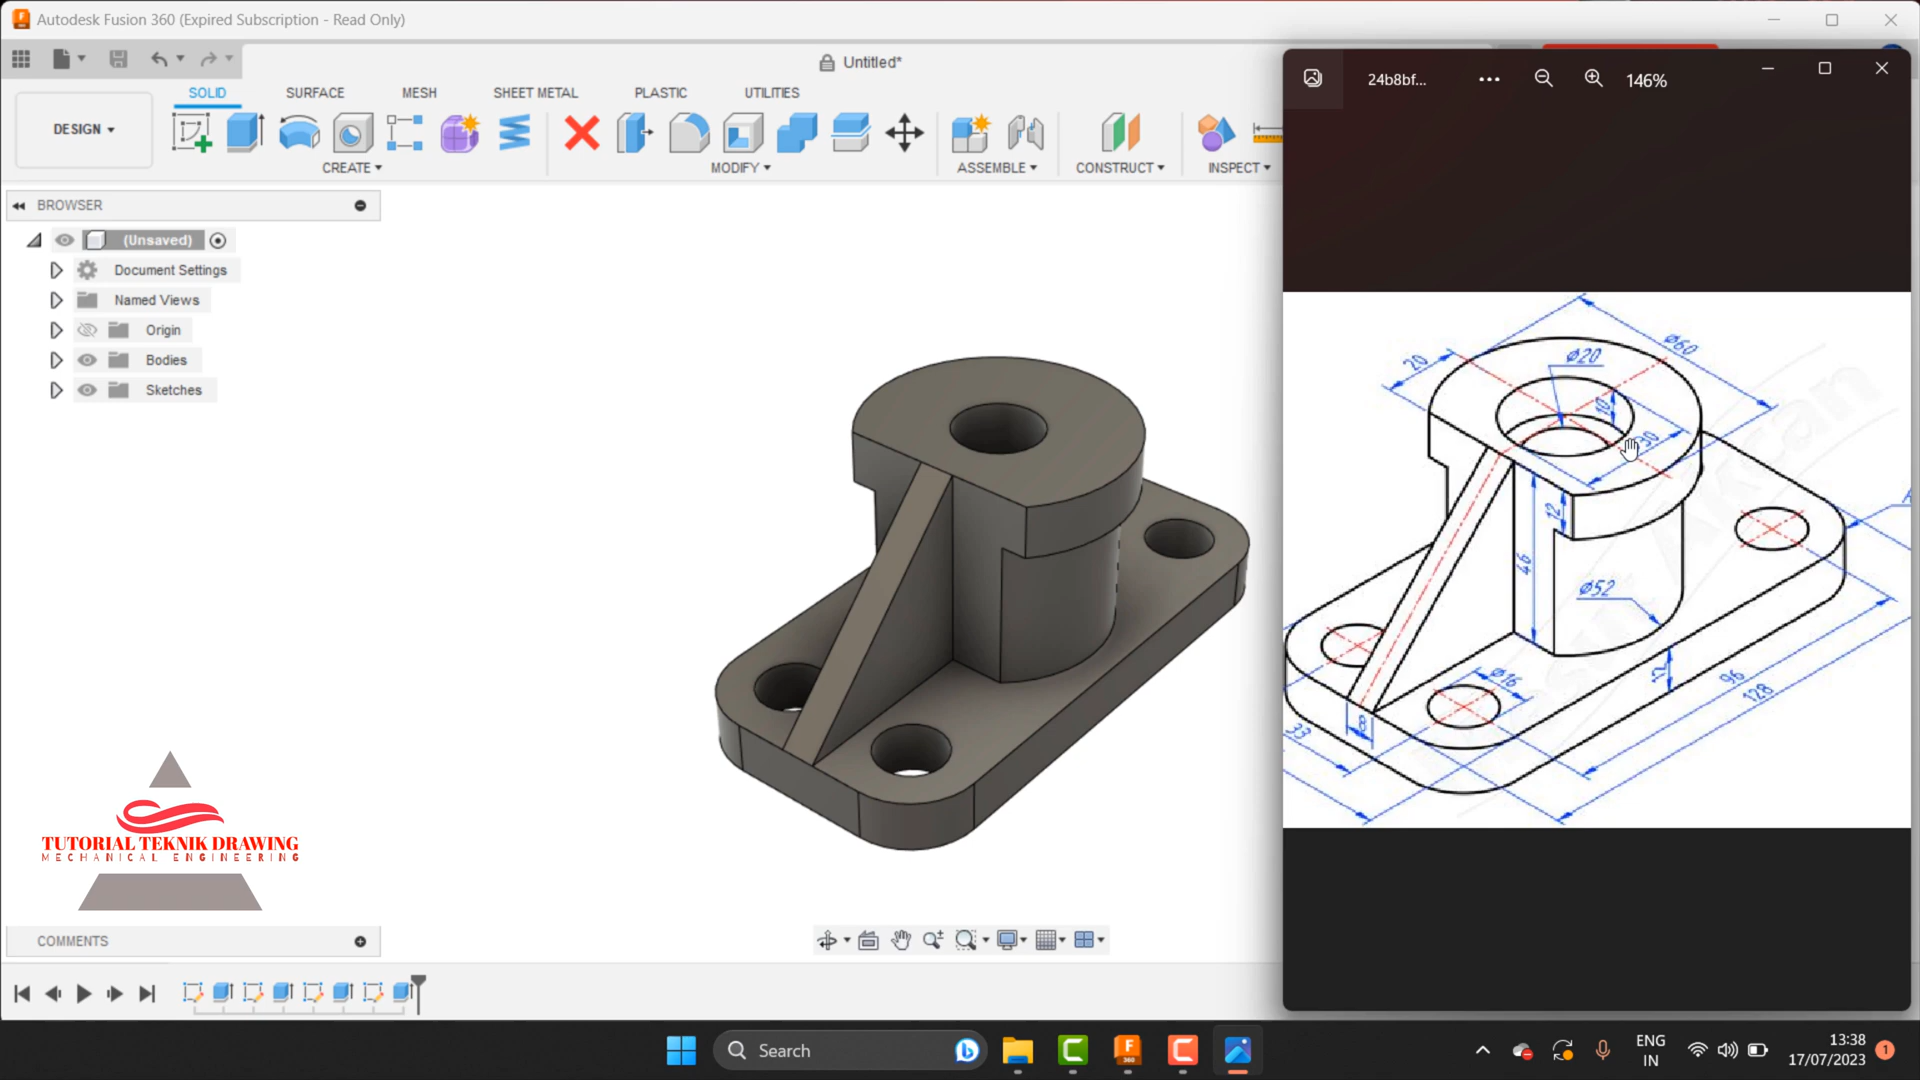 Autodesk Fusion 360 (Expired Subscription - Read Only)
Untitled*
DESIGN
SOLID
SURFACE
MESH
SHEET METAL
PLASTIC
UTILITIES
CREATE
MODIFY
ASSEMBLE
CONSTRUCT
INSPECT
BROWSER
(Unsaved)
Document Settings
Named Views
Origin
Bodies
Sketches
TUTORIAL TEKNIK DRAWING
MECHANICAL ENGINEERING
COMMENTS
24b8bf...
146%
20
Ø20
Ø60
10
Ø30
12
46
Ø52
Ø16
12
96
128
8
33
Search
F
360
ENG
IN
13:38
17/07/2023
1